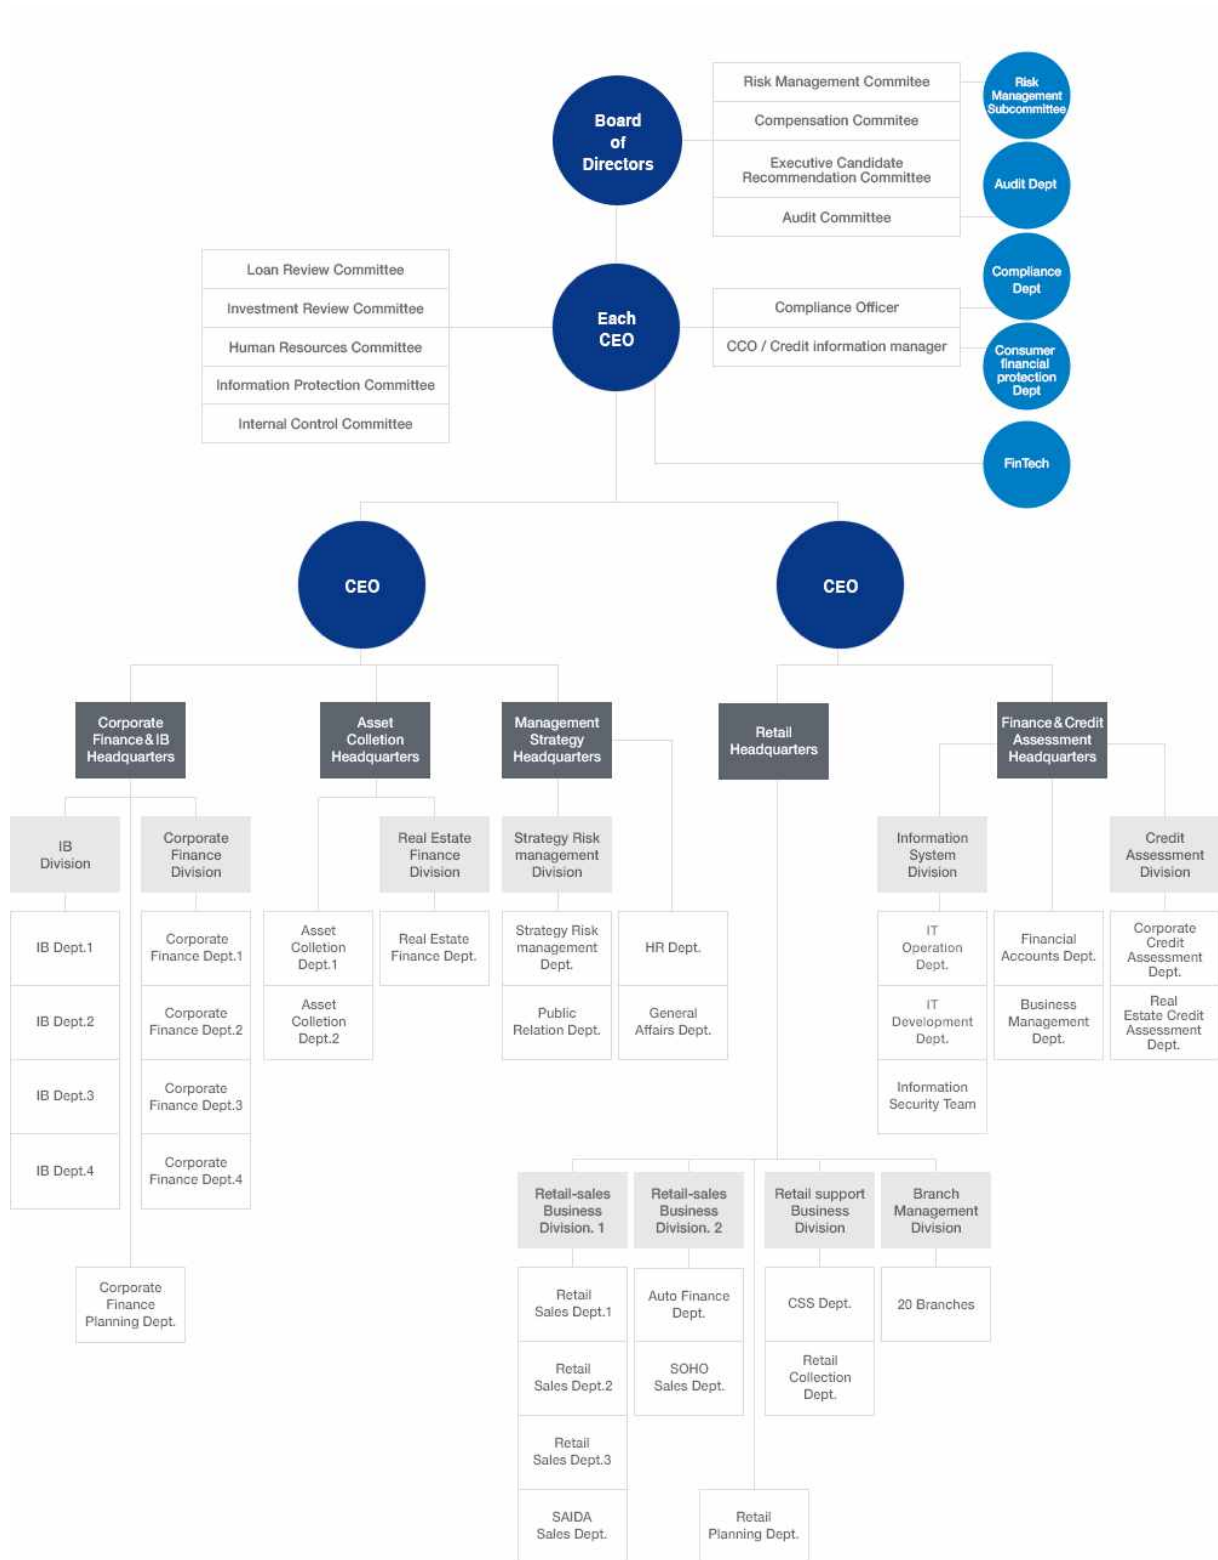 Board
of
Directors
Risk Management Commitee
Compensation Commitee
Executive Candidate
Recommendation Committee
Audit Committee
Risk
Management
Subcommittee
Audit Dept
Loan Review Committee
Investment Review Committee
Human Resources Committee
Information Protection Committee
Internal Control Committee
Each
CEO
Compliance Officer
CCO / Credit information manager
Compliance
Dept
Consumer
financial
protection
Dept
FinTech
CEO
CEO
Corporate
Finance & IB
Headquarters
Asset
Colletion
Headquarters
Management
Strategy
Headquarters
Retail
Headquarters
Finance & Credit
Assessment
Headquarters
IB
Division
Corporate
Finance
Division
Real Estate
Finance
Division
Strategy Risk
management
Division
Information
System
Division
Credit
Assessment
Division
IB Dept.1
IB Dept.2
IB Dept.3
IB Dept.4
Corporate
Finance Dept.1
Corporate
Finance Dept.2
Corporate
Finance Dept.3
Corporate
Finance Dept.4
Asset
Colletion
Dept.1
Asset
Colletion
Dept.2
Real Estate
Finance Dept.
Strategy Risk
management
Dept.
Public
Relation Dept.
HR Dept.
General
Affairs Dept.
IT
Operation
Dept.
IT
Development
Dept.
Information
Security Team
Financial
Accounts Dept.
Business
Management
Dept.
Corporate
Credit
Assessment
Dept.
Real
Estate Credit
Assessment
Dept.
Corporate
Finance
Planning Dept.
Retail-sales
Business
Division. 1
Retail-sales
Business
Division. 2
Retail support
Business
Division
Branch
Management
Division
Retail
Sales Dept.1
Retail
Sales Dept.2
Retail
Sales Dept.3
SAIDA
Sales Dept.
Auto Finance
Dept.
SOHO
Sales Dept.
CSS Dept.
Retail
Collection
Dept.
20 Branches
Retail
Planning Dept.